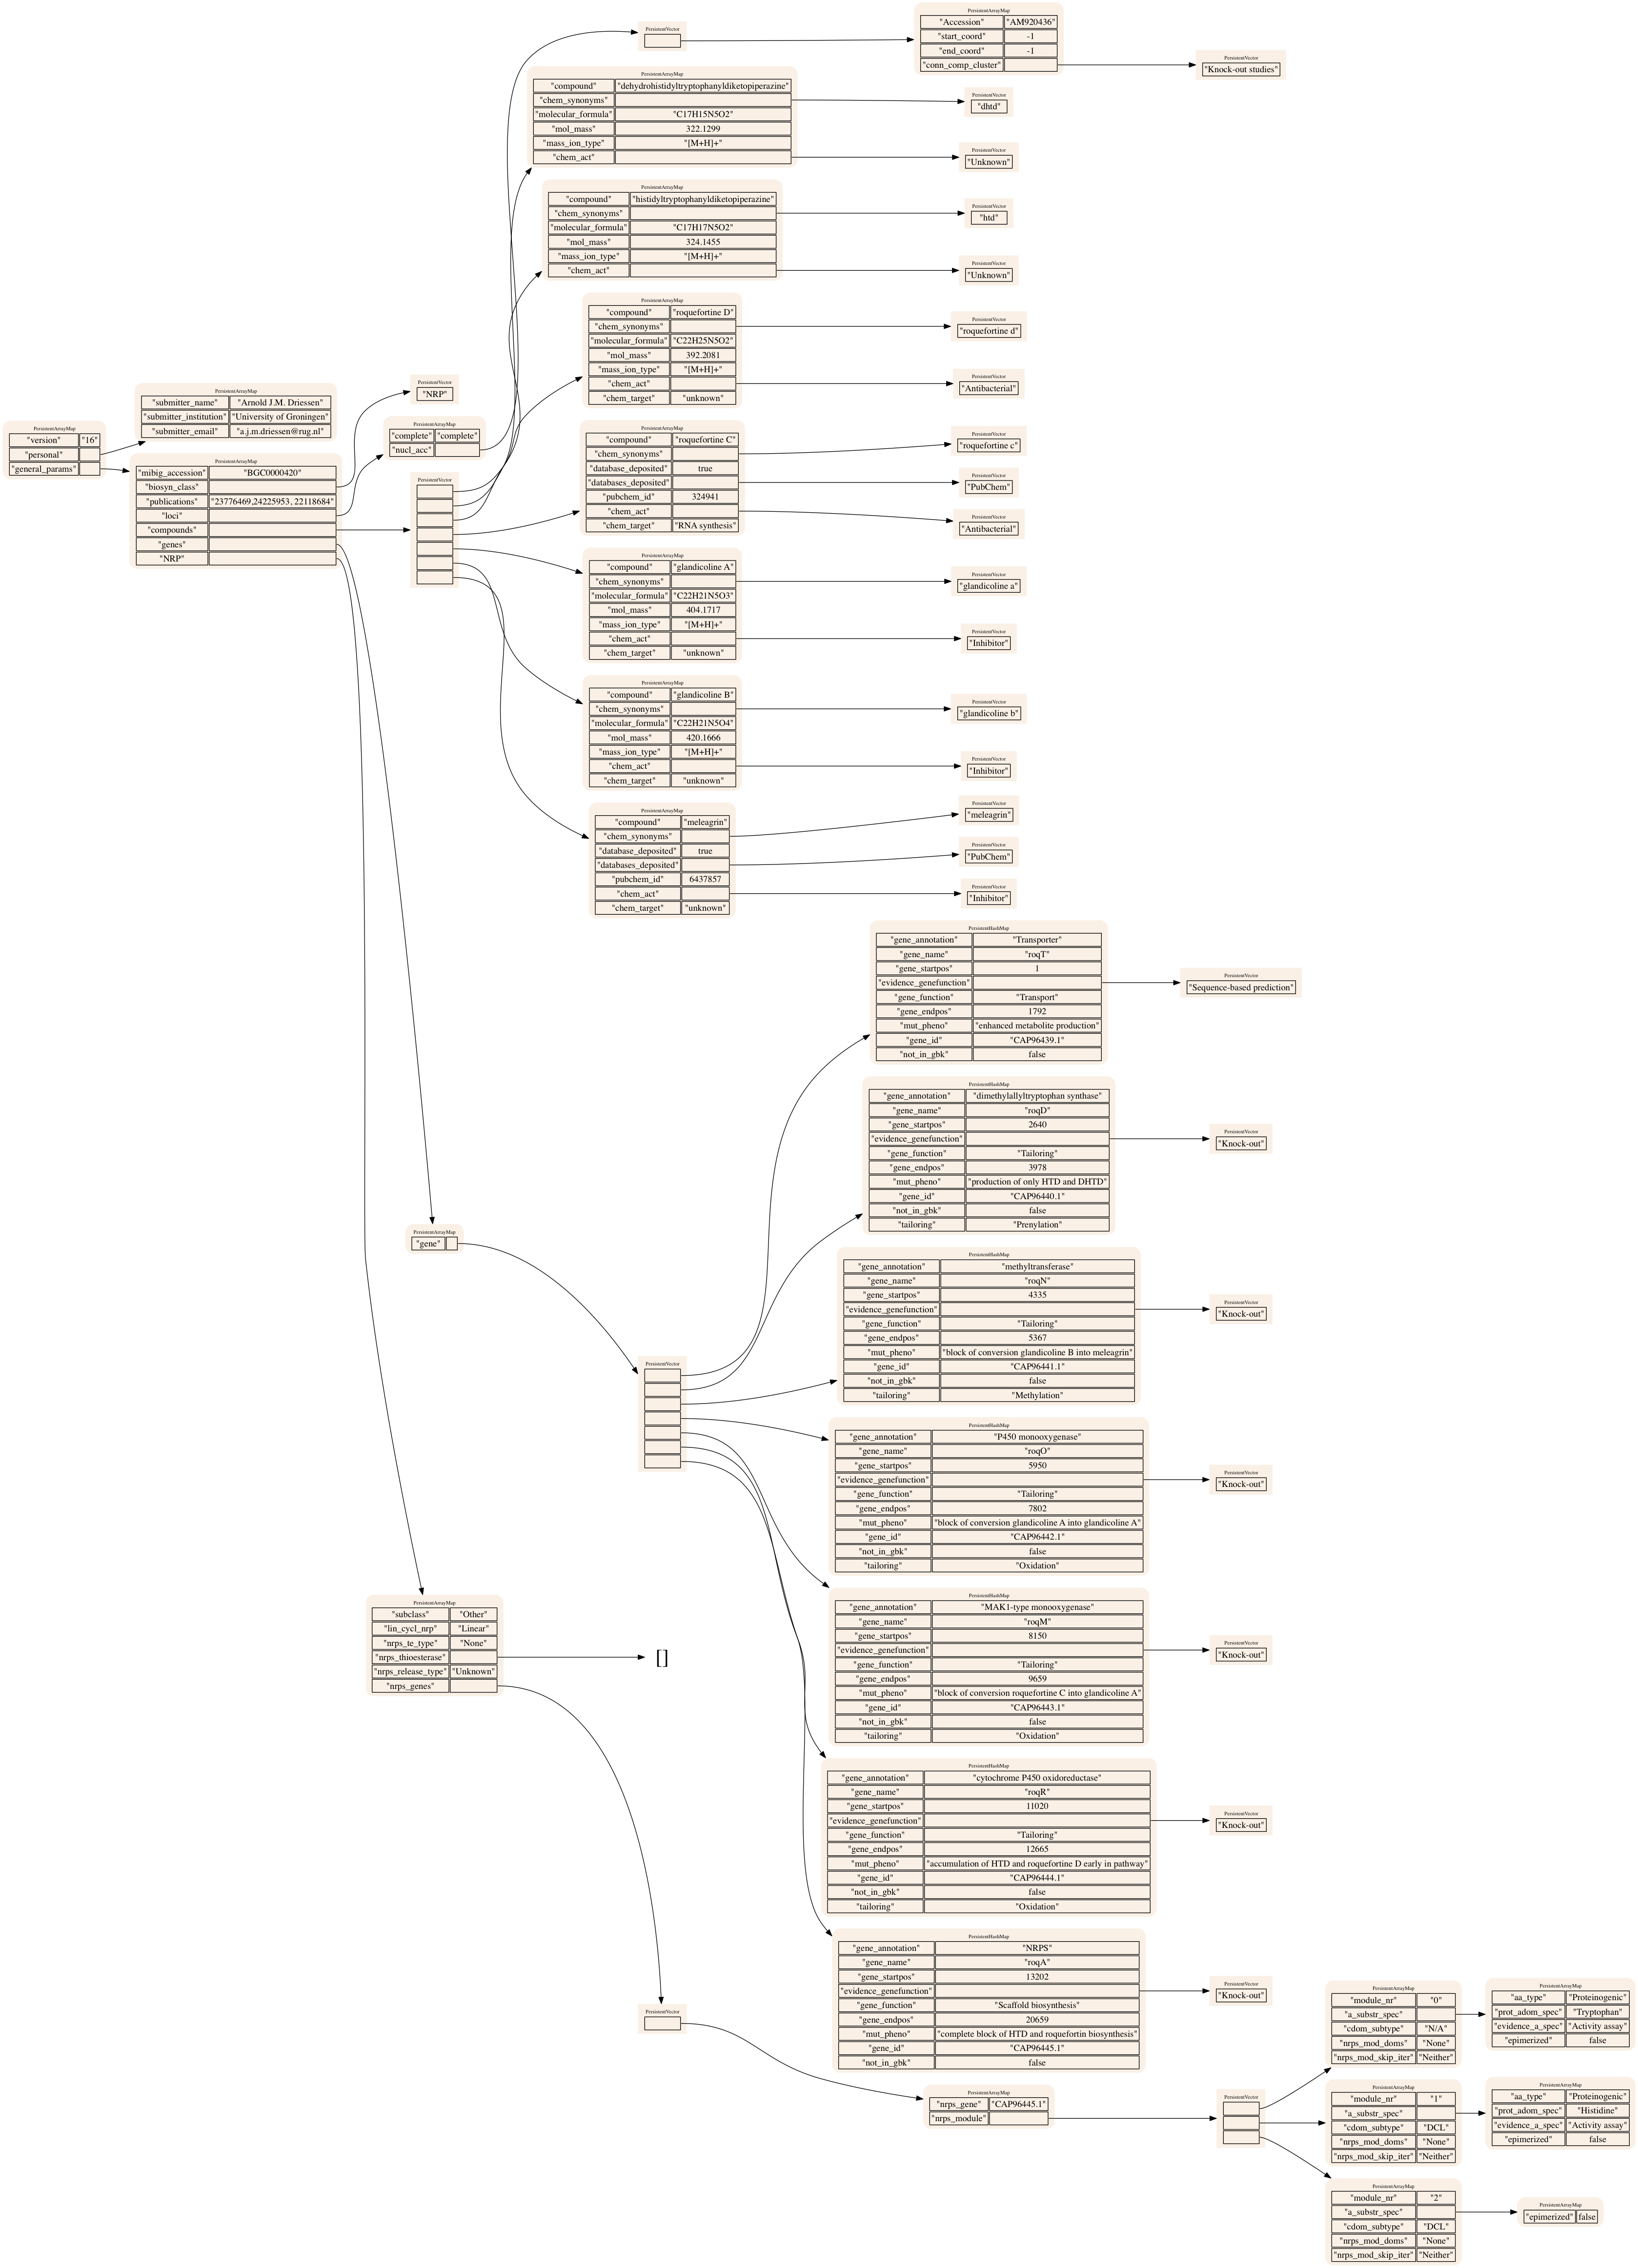 PersistentArrayMap
"version" "16"
"personal"
"general_params"
PersistentArrayMap
"submitter_name" "Arnold J.M. Driessen"
"submitter_institution" "University of Groningen"
"submitter_email" "a.j.m.driessen@rug.nl"
PersistentArrayMap
"mibig_accession" "BGC0000420"
"biosyn_class"
"publications" "23776469,24225953, 22118684"
"loci"
"compounds"
"genes"
"NRP"
PersistentVector
"NRP"
PersistentArrayMap
"complete" "complete"
"nucl_acc"
PersistentVector
PersistentVector
PersistentArrayMap
"Accession" "AM920436"
"start_coord" -1
"end_coord" -1
"conn_comp_cluster"
PersistentVector
"Knock-out studies"
PersistentArrayMap
"compound" "dehydrohistidyltryptophanyldiketopiperazine"
"chem_synonyms"
"molecular_formula" "C17H15N5O2"
"mol_mass" 322.1299
"mass_ion_type" "[M+H]+"
"chem_act"
PersistentVector
"dhtd"
PersistentVector
"Unknown"
PersistentArrayMap
"compound" "histidyltryptophanyldiketopiperazine"
"chem_synonyms"
"molecular_formula" "C17H17N5O2"
"mol_mass" 324.1455
"mass_ion_type" "[M+H]+"
"chem_act"
PersistentVector
"htd"
PersistentVector
"Unknown"
PersistentArrayMap
"compound" "roquefortine D"
"chem_synonyms"
"molecular_formula" "C22H25N5O2"
"mol_mass" 392.2081
"mass_ion_type" "[M+H]+"
"chem_act"
"chem_target" "unknown"
PersistentVector
"roquefortine d"
PersistentVector
"Antibacterial"
PersistentArrayMap
"compound" "roquefortine C"
"chem_synonyms"
"database_deposited" true
"databases_deposited"
"pubchem_id" 324941
"chem_act"
"chem_target" "RNA synthesis"
PersistentVector
"roquefortine c"
PersistentVector
"PubChem"
PersistentVector
"Antibacterial"
PersistentArrayMap
"compound" "glandicoline A"
"chem_synonyms"
"molecular_formula" "C22H21N5O3"
"mol_mass" 404.1717
"mass_ion_type" "[M+H]+"
"chem_act"
"chem_target" "unknown"
PersistentVector
"glandicoline a"
PersistentVector
"Inhibitor"
PersistentArrayMap
"compound" "glandicoline B"
"chem_synonyms"
"molecular_formula" "C22H21N5O4"
"mol_mass" 420.1666
"mass_ion_type" "[M+H]+"
"chem_act"
"chem_target" "unknown"
PersistentVector
"glandicoline b"
PersistentVector
"Inhibitor"
PersistentArrayMap
"compound" "meleagrin"
"chem_synonyms"
"database_deposited" true
"databases_deposited"
"pubchem_id" 6437857
"chem_act"
"chem_target" "unknown"
PersistentVector
"meleagrin"
PersistentVector
"PubChem"
PersistentVector
"Inhibitor"
PersistentArrayMap
"gene"
PersistentVector
PersistentHashMap
"gene_annotation" "Transporter"
"gene_name" "roqT"
"gene_startpos" 1
"evidence_genefunction"
"gene_function" "Transport"
"gene_endpos" 1792
"mut_pheno" "enhanced metabolite production"
"gene_id" "CAP96439.1"
"not_in_gbk" false
PersistentVector
"Sequence-based prediction"
PersistentHashMap
"gene_annotation" "dimethylallyltryptophan synthase"
"gene_name" "roqD"
"gene_startpos" 2640
"evidence_genefunction"
"gene_function" "Tailoring"
"gene_endpos" 3978
"mut_pheno" "production of only HTD and DHTD"
"gene_id" "CAP96440.1"
"not_in_gbk" false
"tailoring" "Prenylation"
PersistentVector
"Knock-out"
PersistentHashMap
"gene_annotation" "methyltransferase"
"gene_name" "roqN"
"gene_startpos" 4335
"evidence_genefunction"
"gene_function" "Tailoring"
"gene_endpos" 5367
"mut_pheno" "block of conversion glandicoline B into meleagrin"
"gene_id" "CAP96441.1"
"not_in_gbk" false
"tailoring" "Methylation"
PersistentVector
"Knock-out"
PersistentHashMap
"gene_annotation" "P450 monooxygenase"
"gene_name" "roqO"
"gene_startpos" 5950
"evidence_genefunction"
"gene_function" "Tailoring"
"gene_endpos" 7802
"mut_pheno" "block of conversion glandicoline A into glandicoline A"
"gene_id" "CAP96442.1"
"not_in_gbk" false
"tailoring" "Oxidation"
PersistentVector
"Knock-out"
PersistentHashMap
"gene_annotation" "MAK1-type monooxygenase"
"gene_name" "roqM"
"gene_startpos" 8150
"evidence_genefunction"
"gene_function" "Tailoring"
"gene_endpos" 9659
"mut_pheno" "block of conversion roquefortine C into glandicoline A"
"gene_id" "CAP96443.1"
"not_in_gbk" false
"tailoring" "Oxidation"
PersistentVector
"Knock-out"
PersistentHashMap
"gene_annotation" "cytochrome P450 oxidoreductase"
"gene_name" "roqR"
"gene_startpos" 11020
"evidence_genefunction"
"gene_function" "Tailoring"
"gene_endpos" 12665
"mut_pheno" "accumulation of HTD and roquefortine D early in pathway"
"gene_id" "CAP96444.1"
"not_in_gbk" false
"tailoring" "Oxidation"
PersistentVector
"Knock-out"
PersistentHashMap
"gene_annotation" "NRPS"
"gene_name" "roqA"
"gene_startpos" 13202
"evidence_genefunction"
"gene_function" "Scaffold biosynthesis"
"gene_endpos" 20659
"mut_pheno" "complete block of HTD and roquefortin biosynthesis"
"gene_id" "CAP96445.1"
"not_in_gbk" false
PersistentVector
"Knock-out"
PersistentArrayMap
"subclass" "Other"
"lin_cycl_nrp" "Linear"
"nrps_te_type" "None"
"nrps_thioesterase"
"nrps_release_type" "Unknown"
"nrps_genes"
[]
PersistentVector
PersistentArrayMap
"nrps_gene" "CAP96445.1"
"nrps_module"
PersistentVector
PersistentArrayMap
"module_nr" "0"
"a_substr_spec"
"cdom_subtype" "N/A"
"nrps_mod_doms" "None"
"nrps_mod_skip_iter" "Neither"
PersistentArrayMap
"aa_type" "Proteinogenic"
"prot_adom_spec" "Tryptophan"
"evidence_a_spec" "Activity assay"
"epimerized" false
PersistentArrayMap
"module_nr" "1"
"a_substr_spec"
"cdom_subtype" "DCL"
"nrps_mod_doms" "None"
"nrps_mod_skip_iter" "Neither"
PersistentArrayMap
"aa_type" "Proteinogenic"
"prot_adom_spec" "Histidine"
"evidence_a_spec" "Activity assay"
"epimerized" false
PersistentArrayMap
"module_nr" "2"
"a_substr_spec"
"cdom_subtype" "DCL"
"nrps_mod_doms" "None"
"nrps_mod_skip_iter" "Neither"
PersistentArrayMap
"epimerized" false